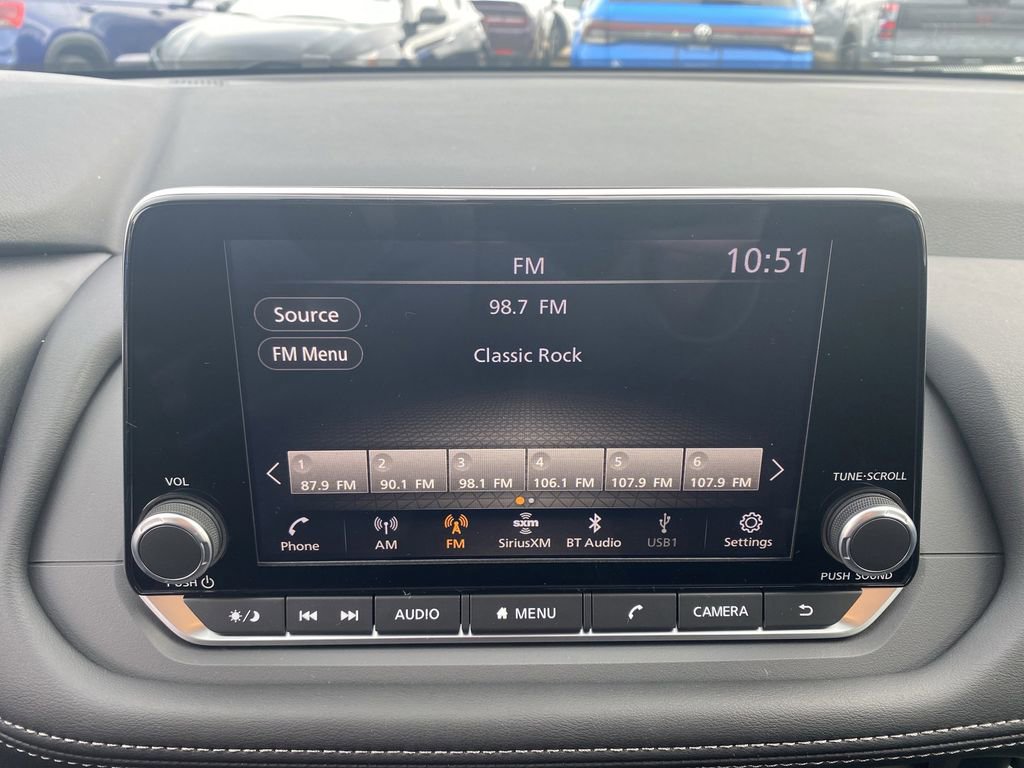 FM
10:51
Source
98.7 FM
FM Menu
Classic Rock
1 2 3 4 5 6
87.9 FM 90.1 FM 98.1 FM 106.1 FM 107.9 FM 107.9 FM
VOL
TUNE·SCROLL
sxm
Phone AM FM SiriusXM BT Audio USB1 Settings
PUSH
PUSH SOUND
AUDIO MENU CAMERA